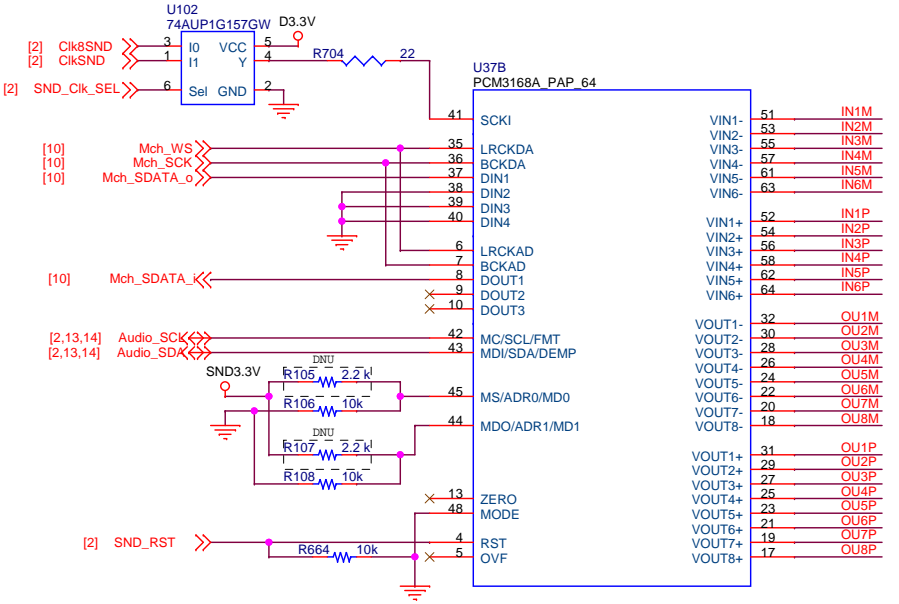 U102
74AUP1G157GW
D3.3V
[2] Clk8SND 3 I0 VCC 5
[2] ClkSND 1 I1 Y 4 R704 22
[2] SND_Clk_SEL 6 Sel GND 2
U37B
PCM3168A_PAP_64
41 SCKI VIN1- 51 IN1M
VIN2- 53 IN2M
[10] Mch_WS 35 LRCKDA VIN3- 55 IN3M
[10] Mch_SCK 36 BCKDA VIN4- 57 IN4M
[10] Mch_SDATA_o 37 DIN1 VIN5- 61 IN5M
38 DIN2 VIN6- 63 IN6M
39 DIN3
40 DIN4 VIN1+ 52 IN1P
VIN2+ 54 IN2P
6 LRCKAD VIN3+ 56 IN3P
7 BCKAD VIN4+ 58 IN4P
[10] Mch_SDATA_i 8 DOUT1 VIN5+ 62 IN5P
9 DOUT2 VIN6+ 64 IN6P
10 DOUT3
VOUT1- 32 OU1M
[2,13,14] Audio_SCL 42 MC/SCL/FMT VOUT2- 30 OU2M
[2,13,14] Audio_SDA 43 MDI/SDA/DEMP VOUT3- 28 OU3M
DNU VOUT4- 26 OU4M
SND3.3V R105 2.2 k VOUT5- 24 OU5M
45 MS/ADR0/MD0 VOUT6- 22 OU6M
R106 10k VOUT7- 20 OU7M
44 MDO/ADR1/MD1 VOUT8- 18 OU8M
DNU
R107 2.2 k VOUT1+ 31 OU1P
VOUT2+ 29 OU2P
R108 10k VOUT3+ 27 OU3P
13 ZERO VOUT4+ 25 OU4P
48 MODE VOUT5+ 23 OU5P
VOUT6+ 21 OU6P
[2] SND_RST 4 RST VOUT7+ 19 OU7P
R664 10k 5 OVF VOUT8+ 17 OU8P